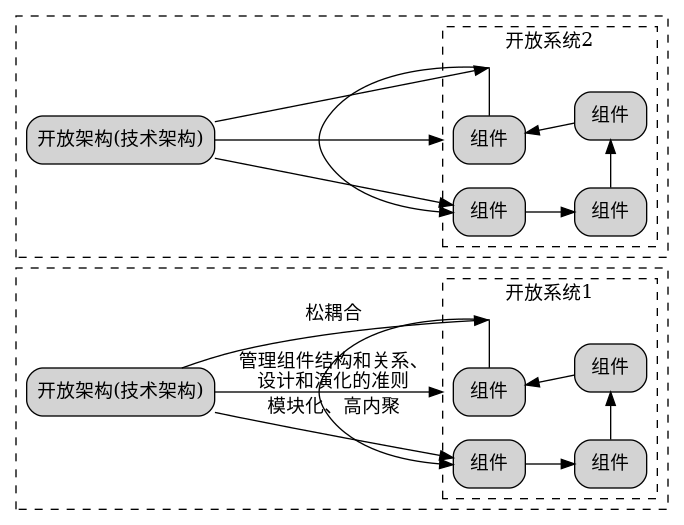 开放系统2
组件
开放架构(技术架构)
组件
组件
组件
开放系统1
松耦合
管理组件结构和关系、
设计和演化的准则
组件
开放架构(技术架构)
组件
模块化、高内聚
组件
组件